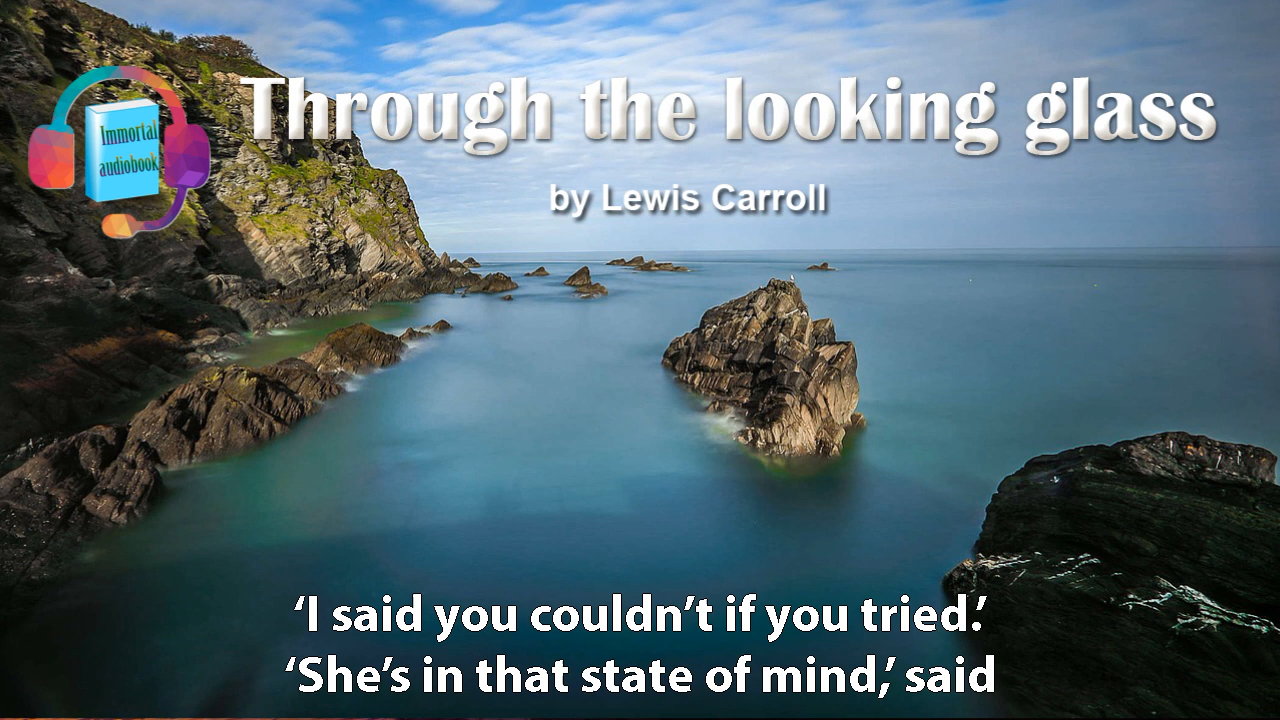 Through the looking glass
Immortal
audiobook
by Lewis Carroll
‘I said you couldn’t if you tried.’
‘She’s in that state of mind,’ said